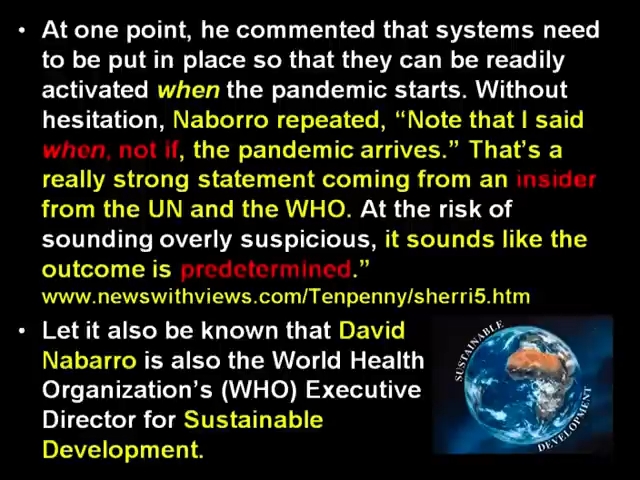 • At one point, he commented that systems need
to be put in place so that they can be readily
activated when the pandemic starts. Without
hesitation, Naborro repeated, “Note that I said
when, not if, the pandemic arrives.” That’s a
really strong statement coming from an insider
from the UN and the WHO. At the risk of
sounding overly suspicious, it sounds like the
outcome is predetermined.”
www.newswithviews.com/Tenpenny/sherri5.htm
• Let it also be known that David
Nabarro is also the World Health
Organization’s (WHO) Executive
Director for Sustainable
Development.
SUSTAINABLE
DEVELOPMENT